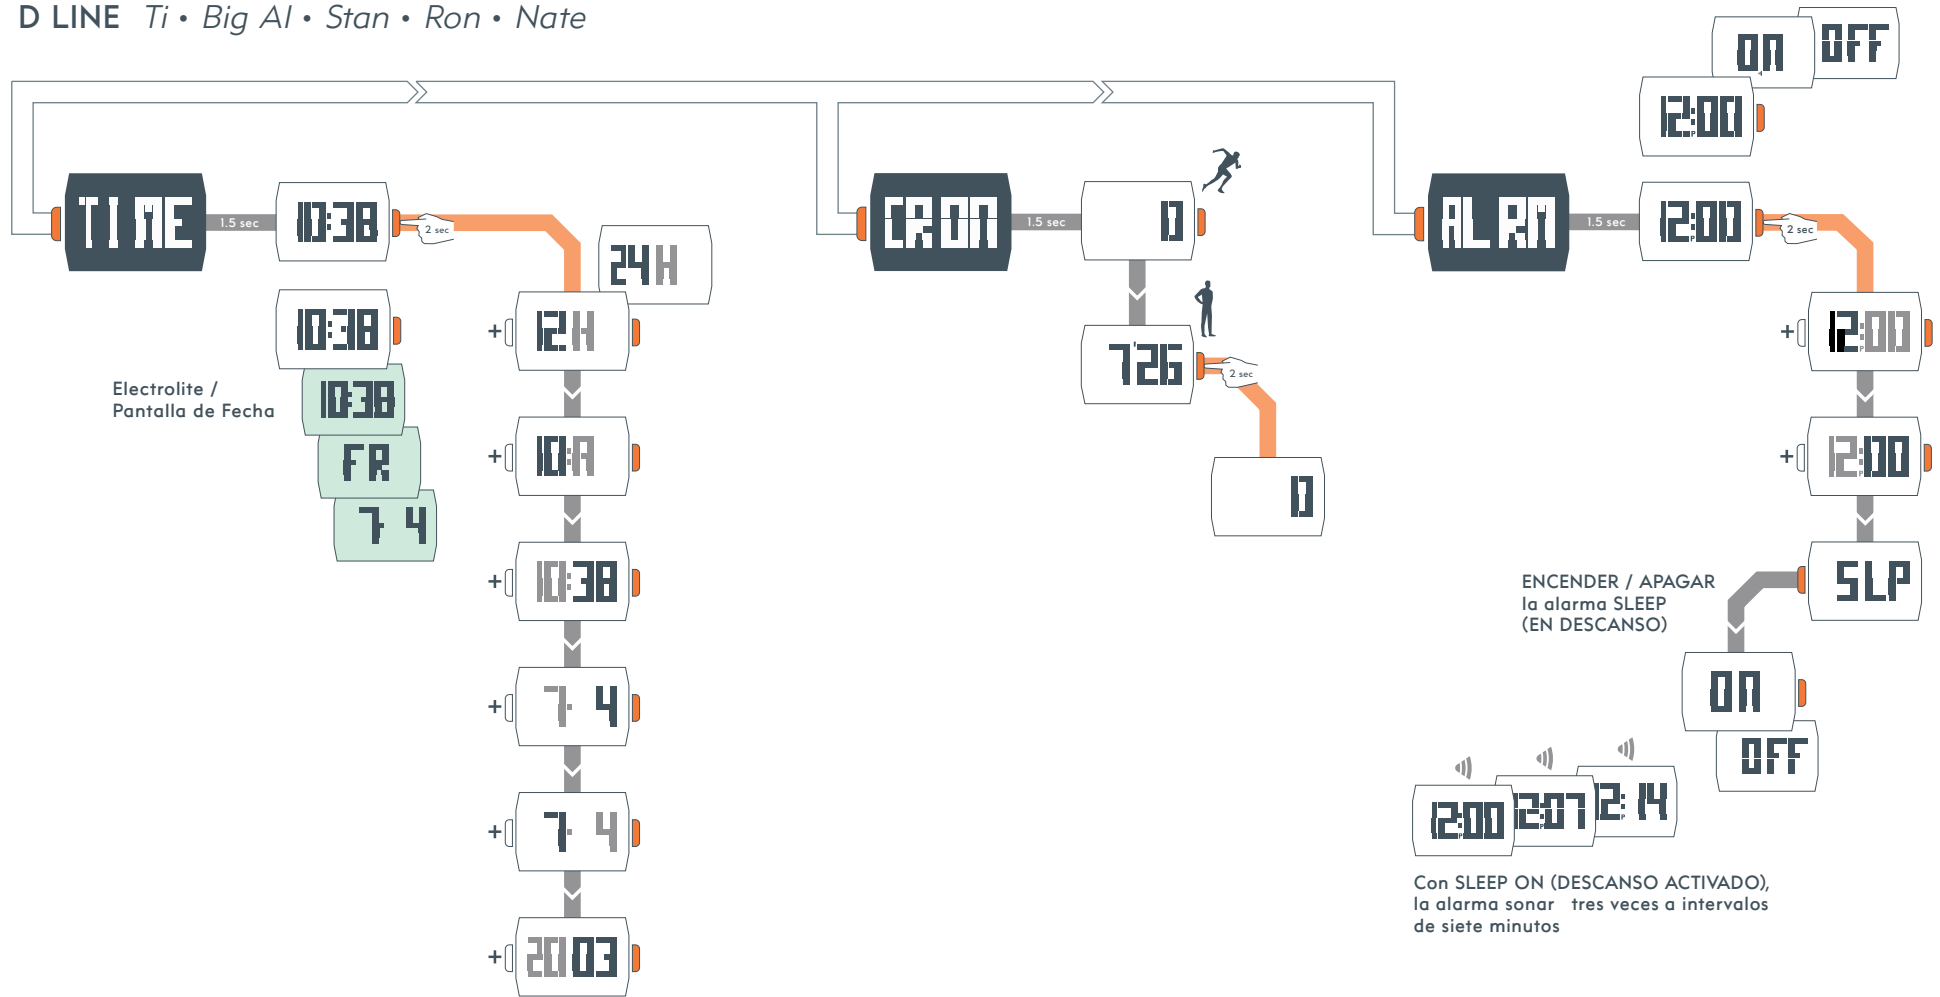 D LINE Ti • Big Al • Stan • Ron • Nate
ON
OFF
12:00 P
TIME
1.5 sec
10:38
2 sec
24H
12H
10:38
Electrolite /
Pantalla de Fecha
10:38
FR
7 4
10:A
10:38
7 4
7 4
2003
CRON
1.5 sec
0
7'26
2 sec
0
ALRM
1.5 sec
12:00 P
2 sec
12:00 P
12:00 P
SLP
ENCENDER / APAGAR
la alarma SLEEP
(EN DESCANSO)
ON
OFF
12:00 P
12:07 P
12:14 P
Con SLEEP ON (DESCANSO ACTIVADO),
la alarma sonar tres veces a intervalos
de siete minutos